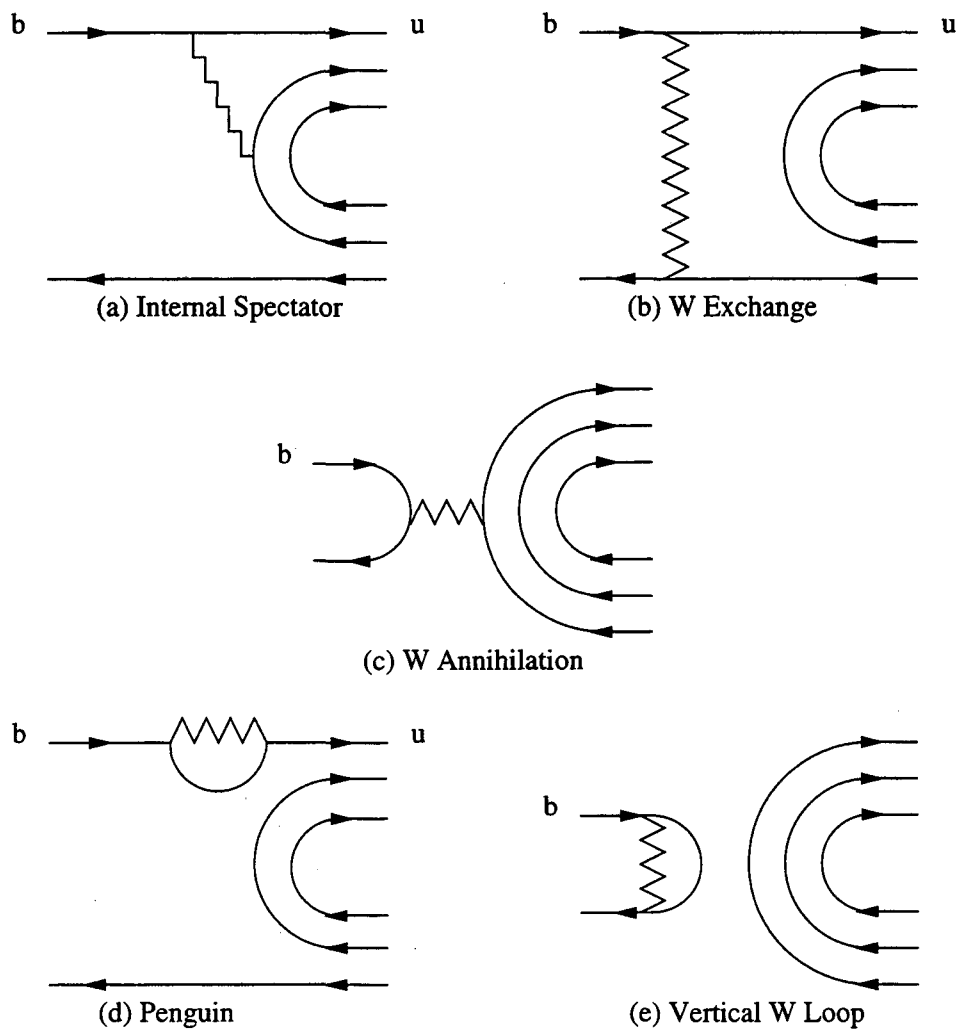 b u b u
(a) Internal Spectator (b) W Exchange
b
(c) W Annihilation
b u
b
(d) Penguin (e) Vertical W Loop